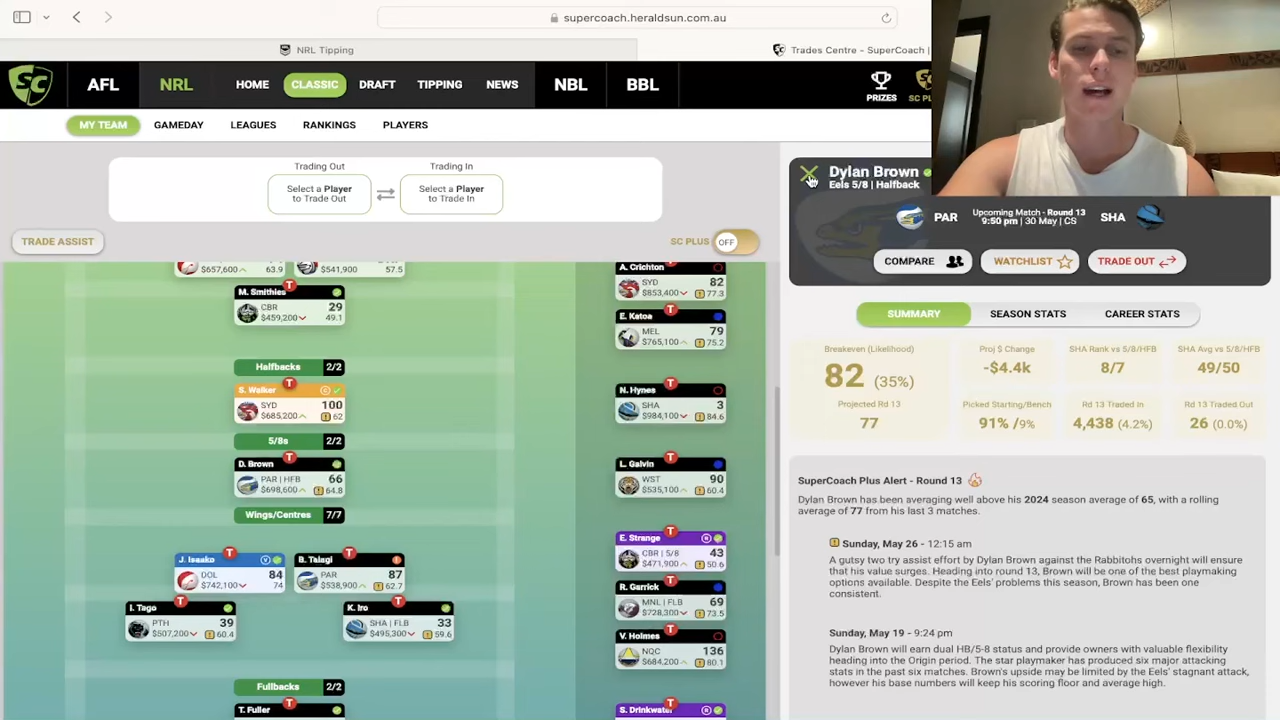 supercoach.heraldsun.com.au
NRL Tipping
Trades Centre - SuperCoach |
SC
AFL
NRL
HOME
CLASSIC
DRAFT
TIPPING
NEWS
NBL
BBL
PRIZES
MY TEAM
GAMEDAY
LEAGUES
RANKINGS
PLAYERS
Trading Out
Select a Player
to Trade Out
Trading In
Select a Player
to Trade In
TRADE ASSIST
SC PLUS
OFF
$657,600 63.9
$541,900 57.5
M. Smithies
CBR 29
$459,200 49.1
Halfbacks 2/2
S. Walker
SYD 100
$685,200 62
5/8s 2/2
D. Brown
PAR | HFB 66
$698,600 64.8
Wings/Centres 7/7
J. Isaako
DOL 84
$742,100 74
B. Talagi
PAR 87
$538,900 62.7
I. Tago
PTH 39
$507,200 60.4
K. Iro
SHA | FLB 33
$495,300 59.6
Fullbacks 2/2
T. Fuller
A. Crichton
SYD 82
$853,400 77.3
E. Katoa
MEL 79
$765,100 75.2
N. Hynes
SHA 3
$984,100 84.6
L. Galvin
WST 90
$535,100 60.4
E. Strange
CBR | 5/8 43
$471,900 50.6
R. Garrick
MNL | FLB 69
$728,300 73.5
V. Holmes
NQC 136
$684,200 80.1
S. Drinkwater
Dylan Brown
Eels 5/8 | Halfback
PAR
Upcoming Match - Round 13
9:50 pm | 30 May | CS
SHA
COMPARE
WATCHLIST
TRADE OUT
SUMMARY
SEASON STATS
CAREER STATS
Breakeven (Likelihood)
82 (35%)
Proj $ Change
-$4.4k
SHA Rank vs 5/8/HFB
8/7
SHA Avg vs 5/8/HFB
49/50
Projected Rd 13
77
Picked Starting/Bench
91% /9%
Rd 13 Traded In
4,438 (4.2%)
Rd 13 Traded Out
26 (0.0%)
SuperCoach Plus Alert - Round 13
Dylan Brown has been averaging well above his 2024 season average of 65, with a rolling
average of 77 from his last 3 matches.
Sunday, May 26 - 12:15 am
A gutsy two try assist effort by Dylan Brown against the Rabbitohs overnight will ensure
that his value surges. Heading into round 13, Brown will be one of the best playmaking
options available. Despite the Eels' problems this season, Brown has been one
consistent.
Sunday, May 19 - 9:24 pm
Dylan Brown will earn dual HB/5-8 status and provide owners with valuable flexibility
heading into the Origin period. The star playmaker has produced six major attacking
stats in the past six matches. Brown's upside may be limited by the Eels' stagnant attack,
however his base numbers will keep his scoring floor and average high.